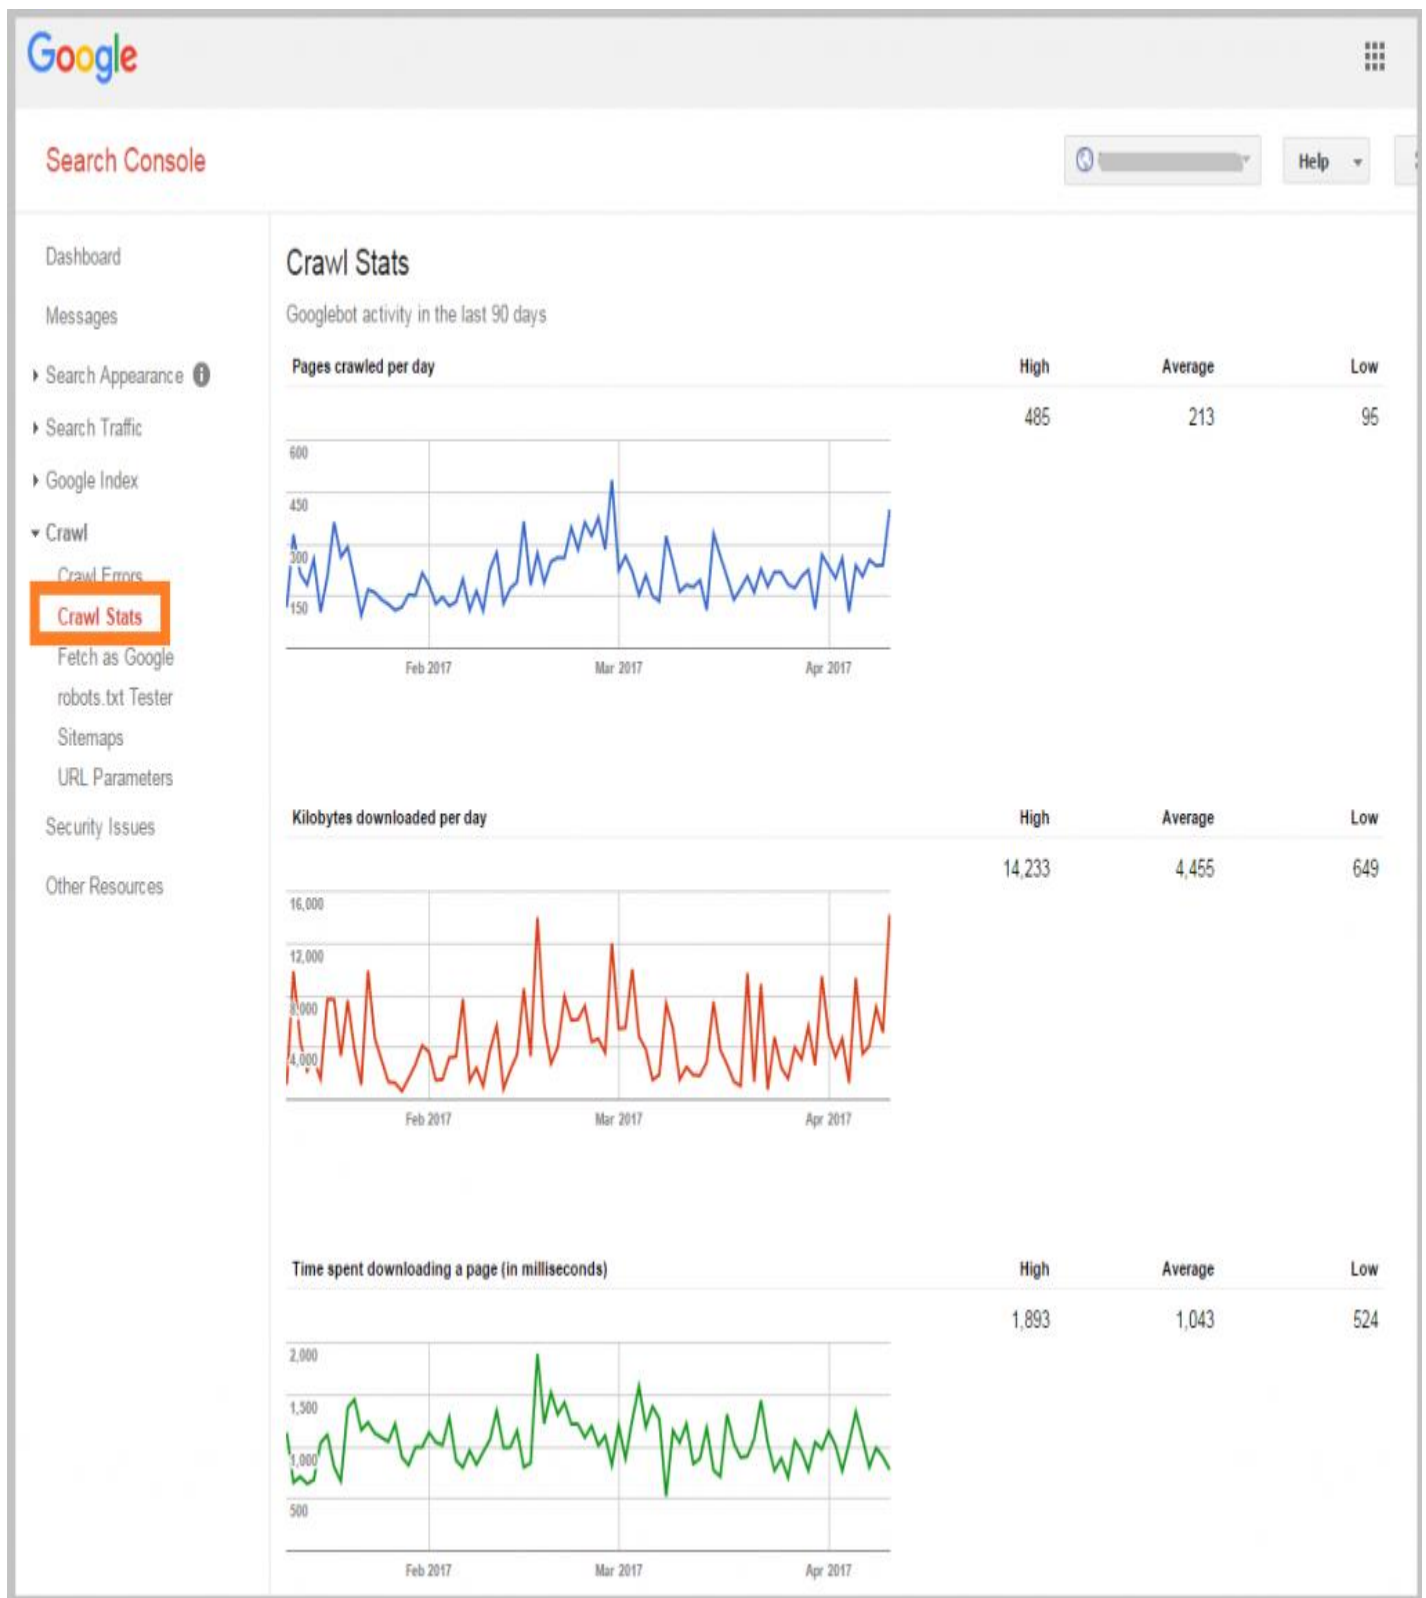 Google
Search Console
Help
Dashboard
Messages
Search Appearance
Search Traffic
Google Index
Crawl
Crawl Errors
Crawl Stats
Fetch as Google
robots.txt Tester
Sitemaps
URL Parameters
Security Issues
Other Resources
Crawl Stats
Googlebot activity in the last 90 days
Pages crawled per day High Average Low
485 213 95
600
450
300
150
Feb 2017 Mar 2017 Apr 2017
Kilobytes downloaded per day High Average Low
14,233 4,455 649
16,000
12,000
8,000
4,000
Feb 2017 Mar 2017 Apr 2017
Time spent downloading a page (in milliseconds) High Average Low
1,893 1,043 524
2,000
1,500
1,000
500
Feb 2017 Mar 2017 Apr 2017